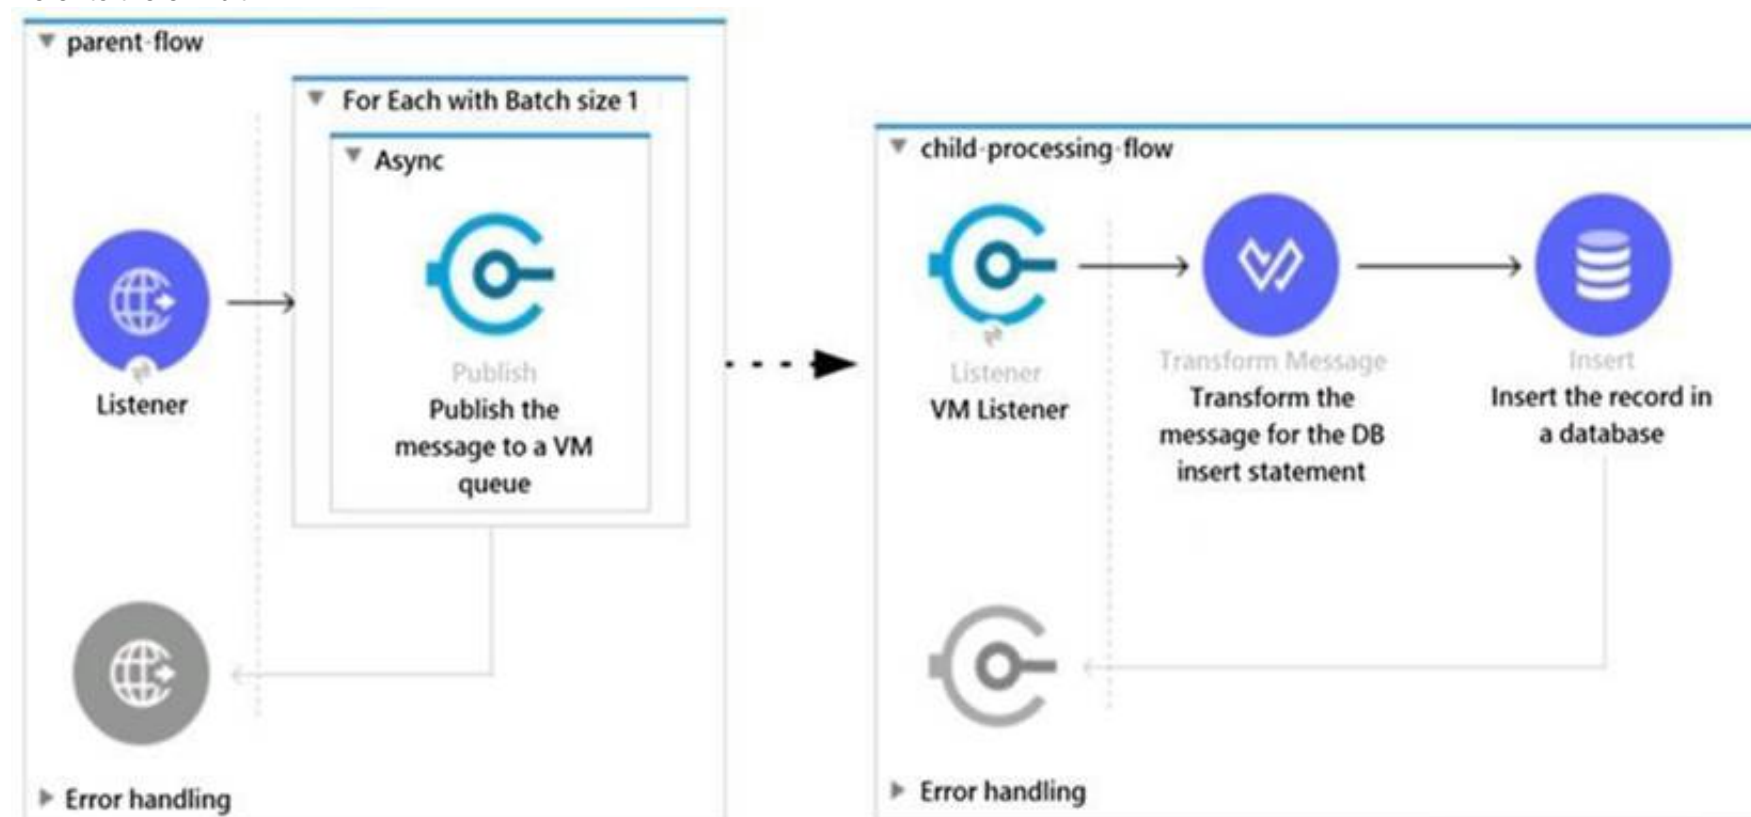 parent-flow
For Each with Batch size 1
Async
Publish
Publish the
message to a VM
queue
Listener
Error handling
child-processing-flow
Listener
VM Listener
Transform Message
Transform the
message for the DB
insert statement
Insert
Insert the record in
a database
Error handling